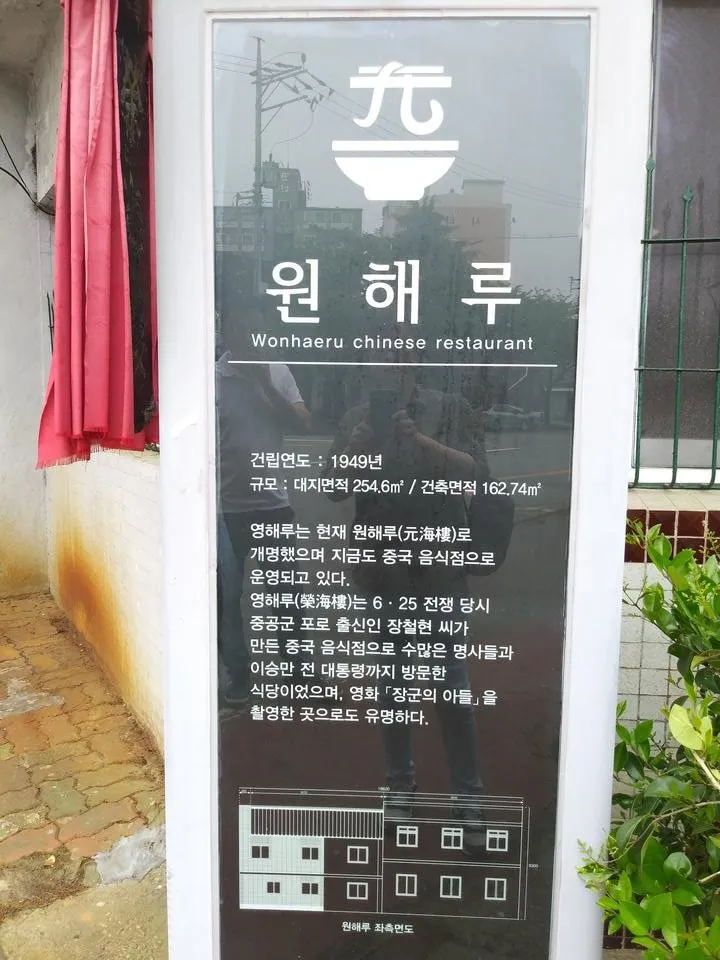 元
원해루
Wonhaeru chinese restaurant
건립연도 : 1949년
규모 : 대지면적 254.6㎡ / 건축면적 162.74㎡
영해루는 현재 원해루(元海樓)로
개명했으며 지금도 중국 음식점으로
운영되고 있다.
영해루(榮海樓)는 6 · 25 전쟁 당시
중공군 포로 출신인 장철현 씨가
만든 중국 음식점으로 수많은 명사들과
이승만 전 대통령까지 방문한
식당이었으며, 영화 「장군의 아들」을
촬영한 곳으로도 유명하다.
원해루 좌측면도